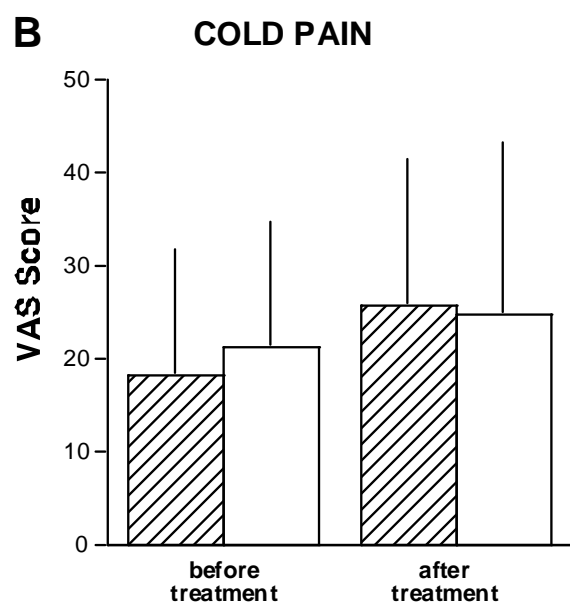 B
COLD PAIN
50
40
30
20
10
0
VAS Score
before
treatment
after
treatment